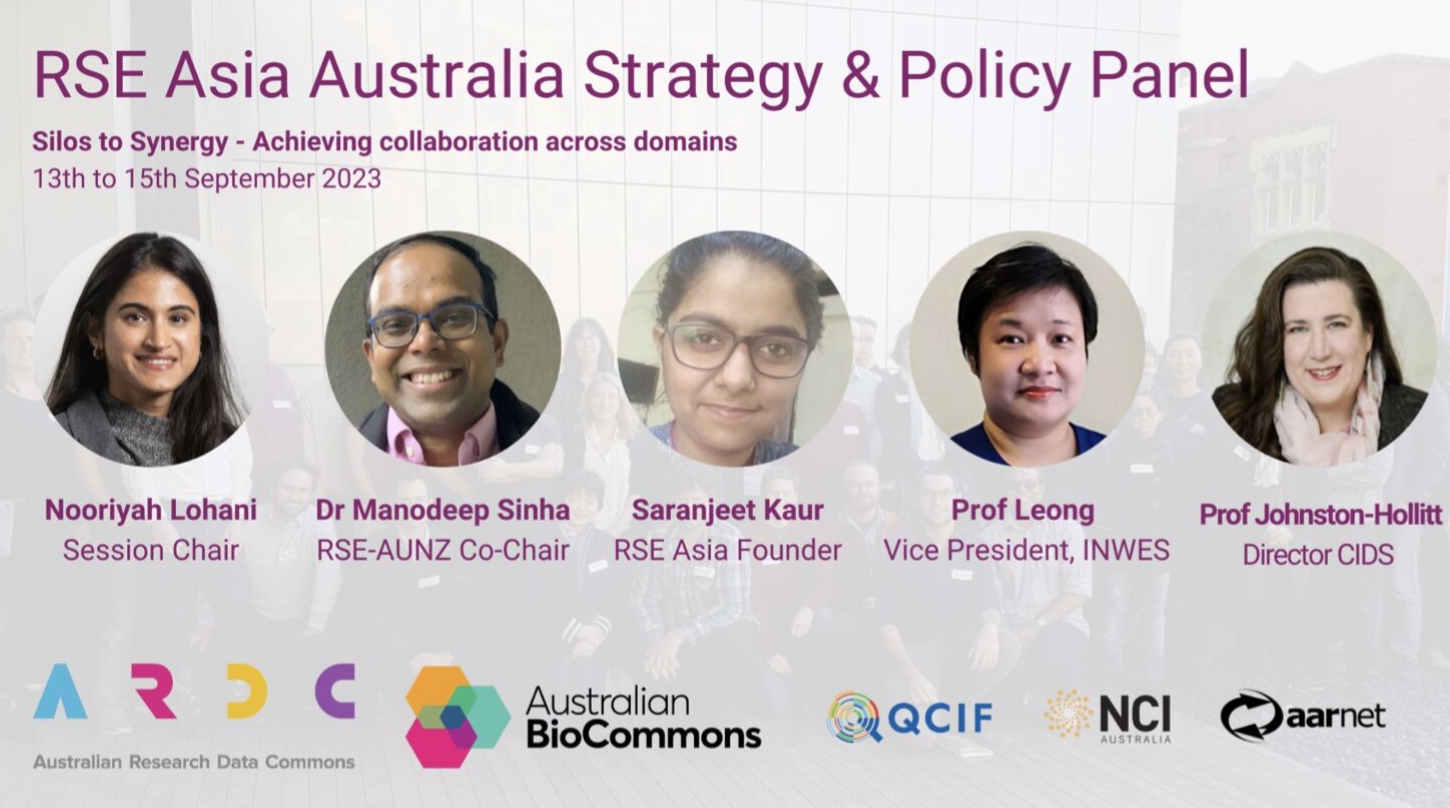 RSE Asia Australia Strategy & Policy Panel
Silos to Synergy - Achieving collaboration across domains
13th to 15th September 2023
Nooriyah Lohani
Session Chair
Dr Manodeep Sinha
RSE-AUNZ Co-Chair
Saranjeet Kaur
RSE Asia Founder
Prof Leong
Vice President, INWES
Prof Johnston-Hollitt
Director CIDS
ARDC
Australian Research Data Commons
Australian
BioCommons
QCIF
NCI
AUSTRALIA
aarnet